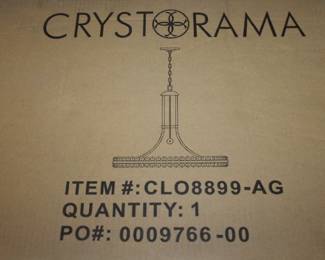 CRYSTORAMA
ITEM #:CLO8899-AG
QUANTITY: 1
PO#: 0009766-00